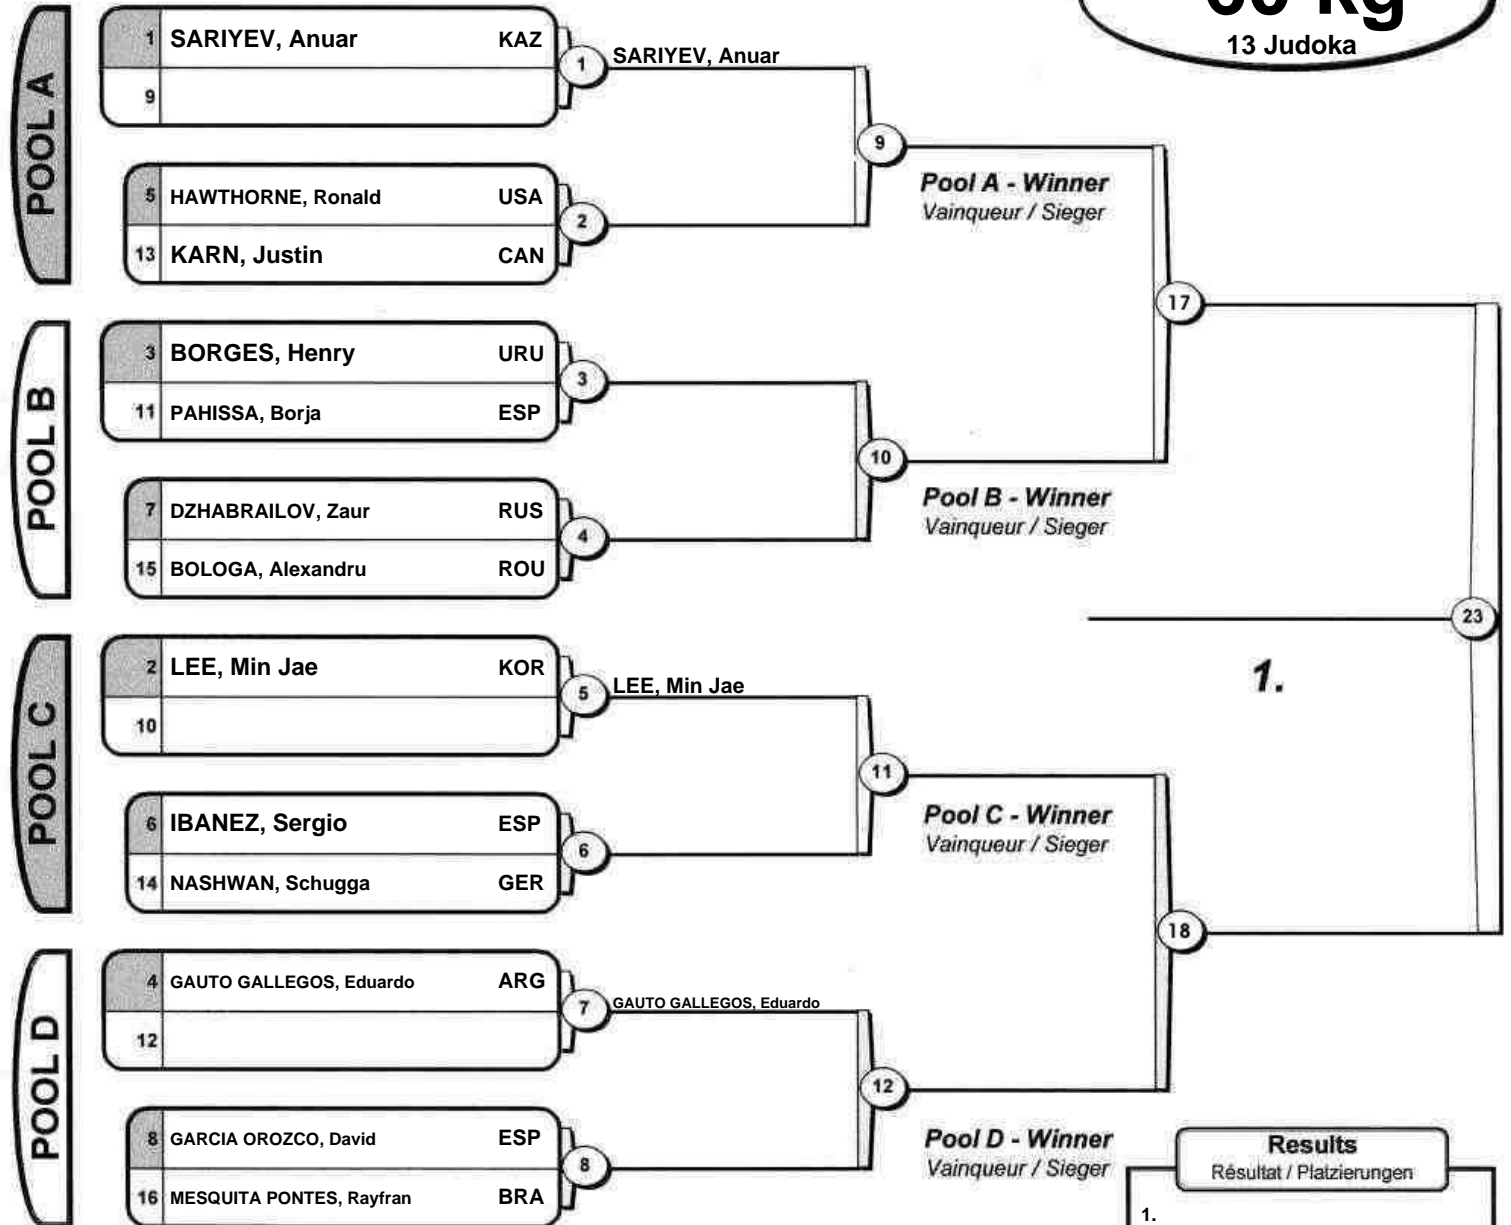 60 kg
13 Judoka
POOL A
1 SARIYEV, Anuar KAZ
9
1 SARIYEV, Anuar
5 HAWTHORNE, Ronald USA
13 KARN, Justin CAN
2
9
Pool A - Winner
Vainqueur / Sieger
POOL B
3 BORGES, Henry URU
11 PAHISSA, Borja ESP
3
7 DZHABRAILOV, Zaur RUS
15 BOLOGA, Alexandru ROU
4
10
Pool B - Winner
Vainqueur / Sieger
17
POOL C
2 LEE, Min Jae KOR
10
5 LEE, Min Jae
6 IBANEZ, Sergio ESP
14 NASHWAN, Schugga GER
6
11
Pool C - Winner
Vainqueur / Sieger
POOL D
4 GAUTO GALLEGOS, Eduardo ARG
12
7 GAUTO GALLEGOS, Eduardo
8 GARCIA OROZCO, David ESP
16 MESQUITA PONTES, Rayfran BRA
8
12
Pool D - Winner
Vainqueur / Sieger
18
23
1.
Results
Résultat / Platzierungen
1.